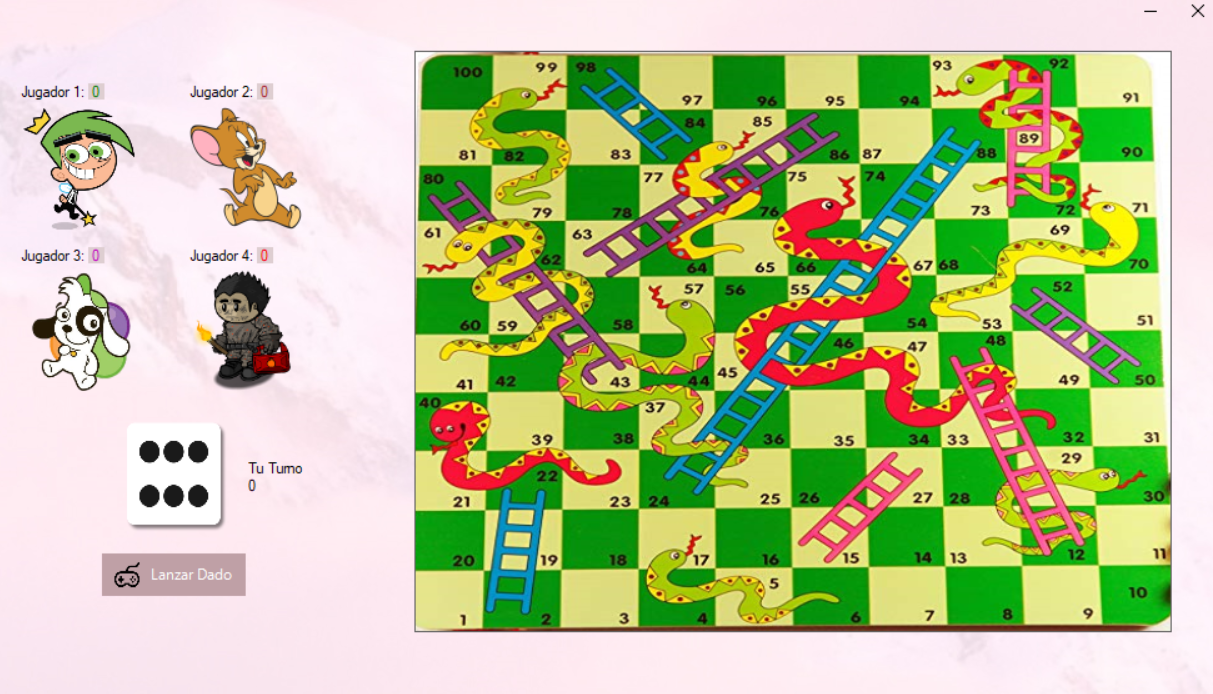 Jugador 1: 0
Jugador 2: 0
Jugador 3: 0
Jugador 4: 0
Tu Turno
0
Lanzar Dado
100 99 98 97 96 95 94 93 92 91
81 82 83 84 85 86 87 88 89 90
80 79 78 77 76 75 74 73 72 71
61 62 63 64 65 66 67 68 69 70
60 59 58 57 56 55 54 53 52 51
41 42 43 44 45 46 47 48 49 50
40 39 38 37 36 35 34 33 32 31
21 22 23 24 25 26 27 28 29 30
20 19 18 17 16 15 14 13 12 11
1 2 3 4 5 6 7 8 9 10